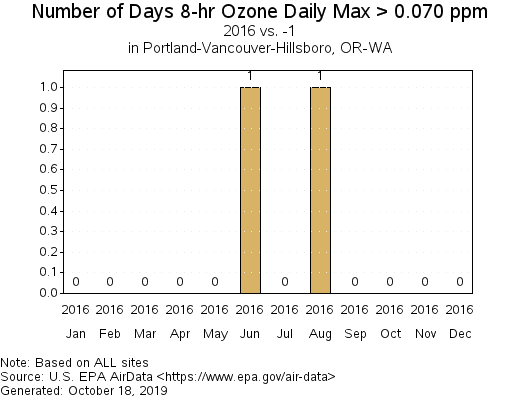 Number of Days 8-hr Ozone Daily Max > 0.070 ppm
2016 vs. -1
in Portland-Vancouver-Hillsboro, OR-WA
1 1
1.0
0.9
0.8
0.7
0.6
0.5
0.4
0.3
0.2
0.1
0.0
0 0 0 0 0 0 0 0 0 0
2016 2016 2016 2016 2016 2016 2016 2016 2016 2016 2016 2016
Jan Feb Mar Apr May Jun Jul Aug Sep Oct Nov Dec
Note: Based on ALL sites
Source: U.S. EPA AirData <https://www.epa.gov/air-data>
Generated: October 18, 2019